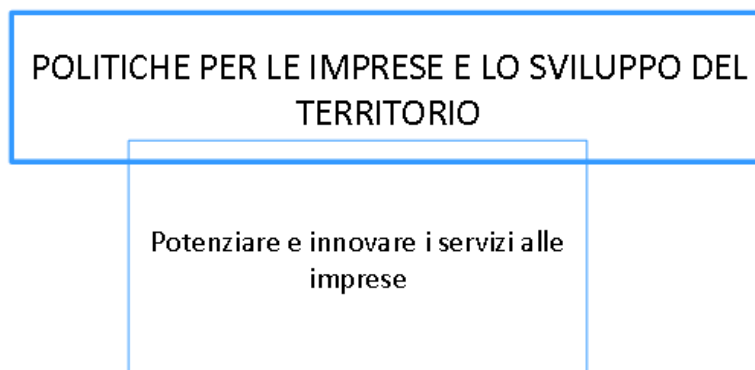 POLITICHE PER LE IMPRESE E LO SVILUPPO DEL
TERRITORIO
Potenziare e innovare i servizi alle
imprese